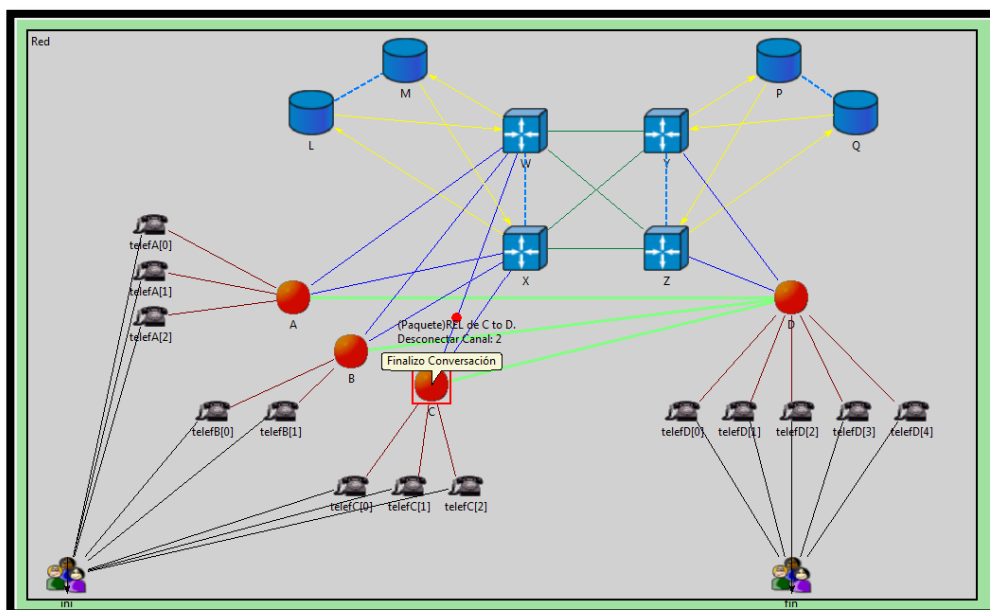 Red
M
P
L
Q
W
Y
telefA[0]
telefA[1]
X
Z
telefA[2]
A
D
(Paquete)REL de C to D.
Desconectar Canal: 2
Finalizo Conversación
B
C
telefB[0]
telefB[1]
telefD[0]
telefD[1]
telefD[2]
telefD[3]
telefD[4]
telefC[0]
telefC[1]
telefC[2]
ini
fin